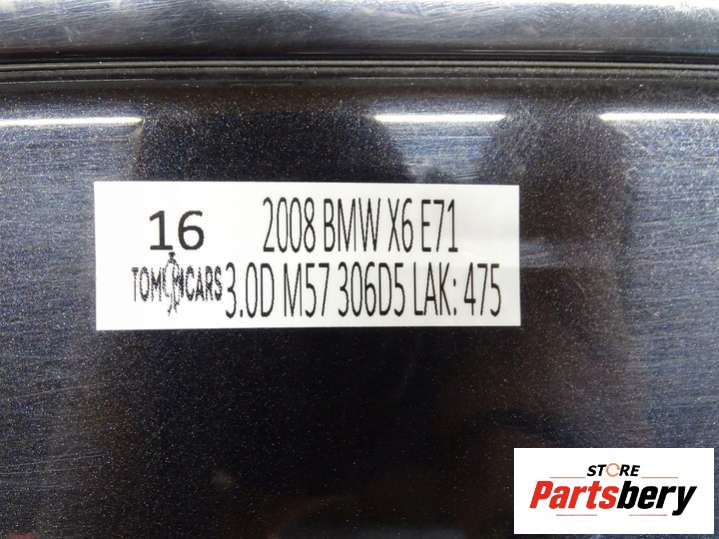 16
2008 BMW X6 E71
TOM CARS
3.0D M57 306D5 LAK: 475
STORE
Partsbery